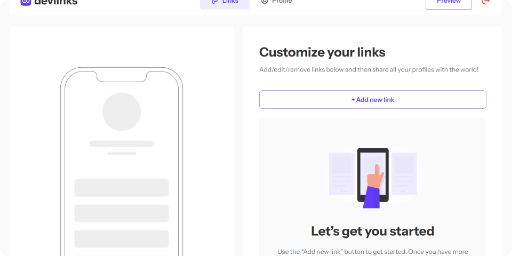 devlinks
Links
Profile
Preview
Customize your links
Add/edit/remove links below and then share all your profiles with the world!
+ Add new link
Let’s get you started
Use the “Add new link” button to get started. Once you have more